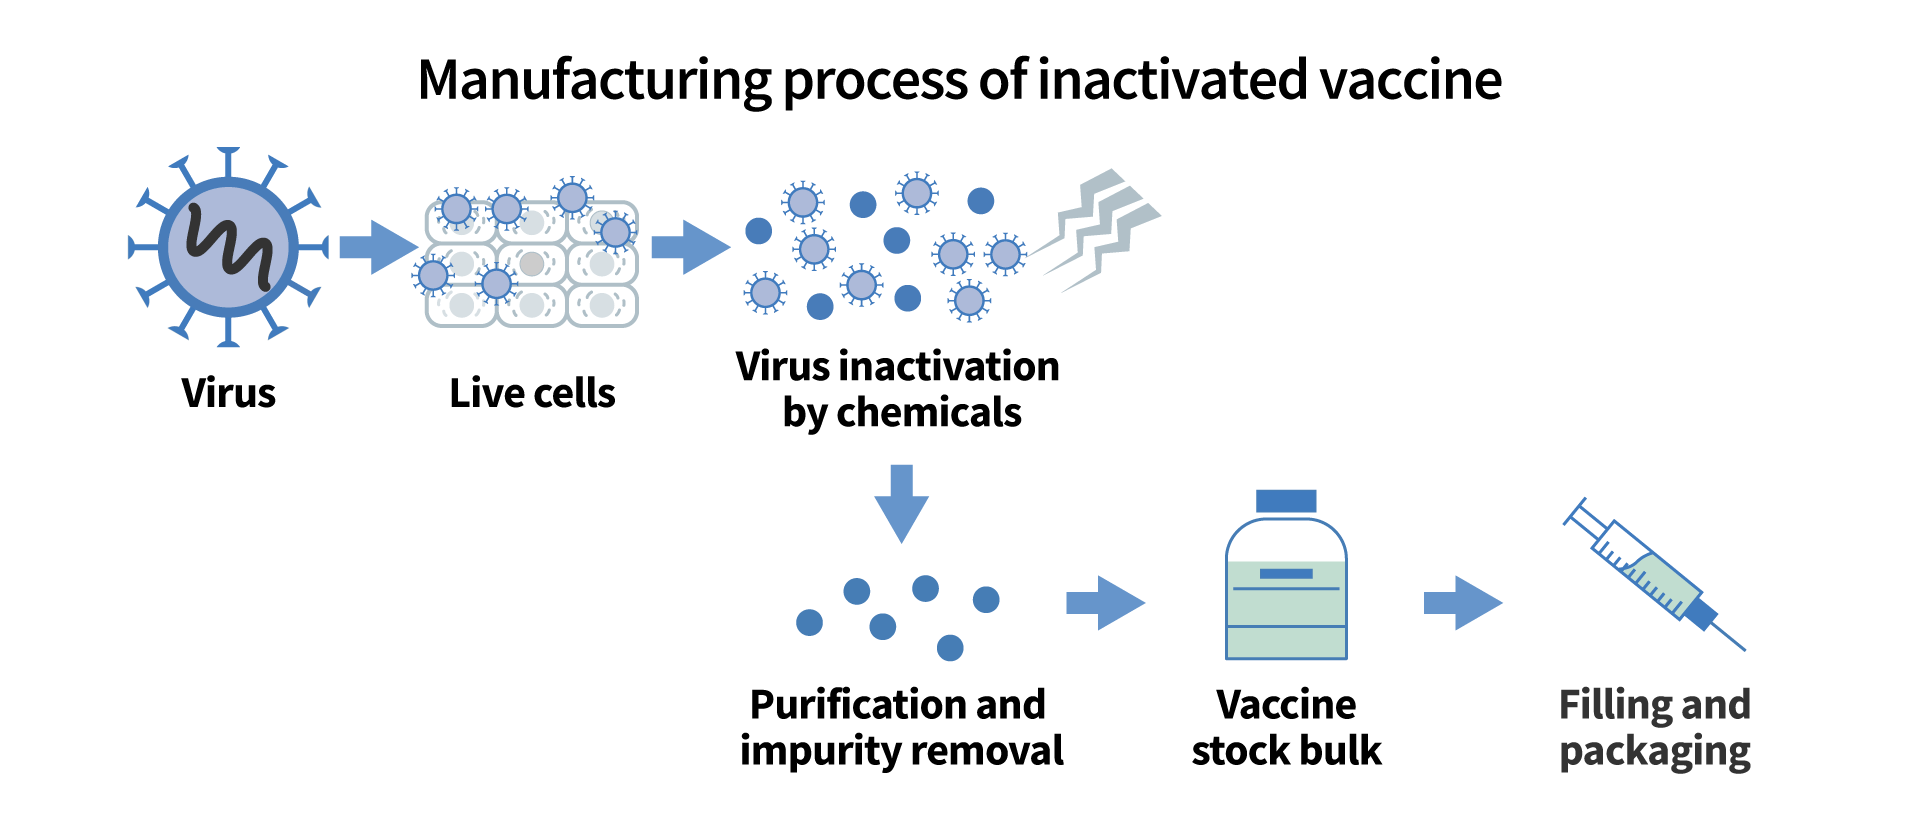 Manufacturing process of inactivated vaccine
Virus
Live cells
Virus inactivation
by chemicals
Purification and
impurity removal
Vaccine
stock bulk
Filling and
packaging